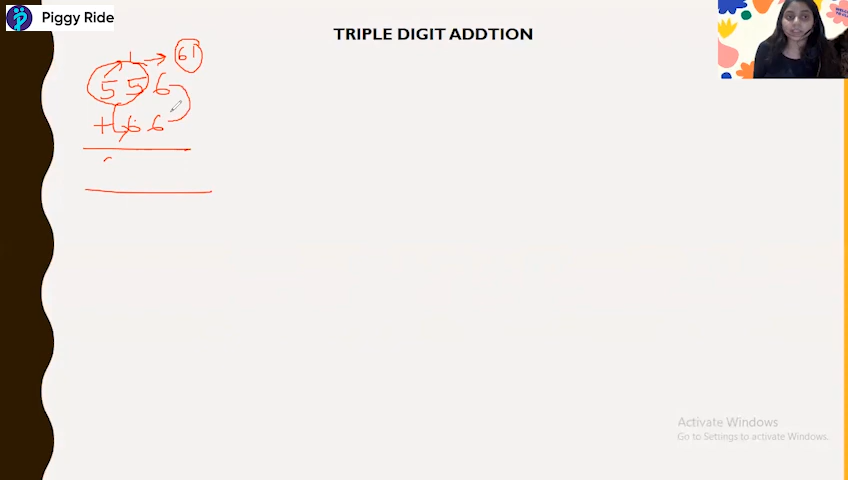 Piggy Ride
TRIPLE DIGIT ADDTION
1 → 61
556
+66
Activate Windows
Go to Settings to activate Windows.